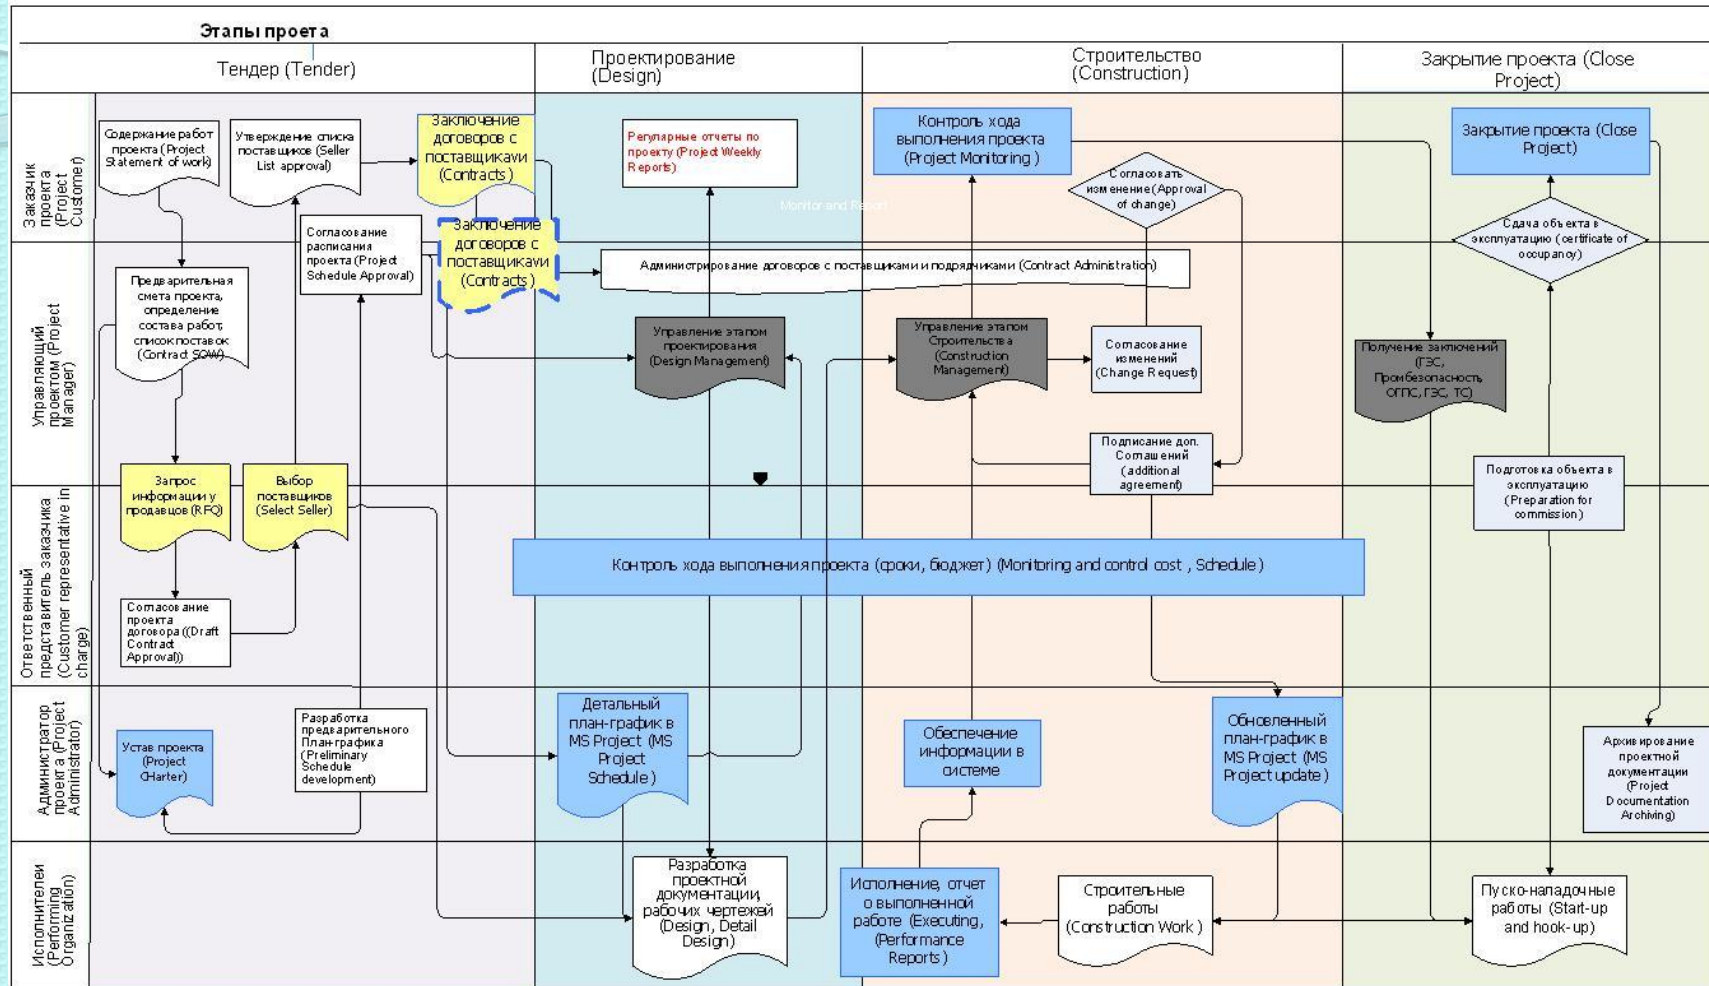 Этапы проета
Тендер (Tender)
Проектирование
(Design)
Строительство
(Construction)
Закрытие проекта (Close
Project)
Заказчик
проекта
(Project
Customer)
Содержание работ
проекта (Project
Statement of work)
Утверждение списка
поставщиков (Seller
List approval)
Заключение
договоров с
поставщиками
(Contracts)
Регулярные отчеты по
проекту (Project Weekly
Reports)
Контроль хода
выполнения проекта
(Project Monitoring)
Согласовать
изменение (Approval
of change)
Закрытие проекта (Close
Project)
Monitor and Report
Согласование
расписания
проекта (Project
Schedule Approval)
Заключение
договоров с
поставщиками
(Contracts)
Сдача объекта в
эксплуатацию (certificate of
occupancy)
Управляющий
проектом (Project
Manager)
Администрирование договоров с поставщиками и подрядчиками (Contract Administration)
Предварительная
смета проекта,
определение
состава работ,
список поставок
(Contract SOW)
Управление этапом
проектирования
(Design Management)
Управление этапом
Строительства
(Construction
Management)
Согласование
изменений
(Change Request)
Получение заключений
(ГЭС,
Промбезопасность,
ОГПС, ГЭС, ТС)
Подписание доп.
Соглашений
(additional
agreement)
Запрос
информации у
продавцов (RFQ)
Выбор
поставщиков
(Select Seller)
Подготовка объекта в
эксплуатацию
(Preparation for
commission)
Ответственный
представитель заказчика
(Customer representative in
charge)
Контроль хода выполнения проекта (сроки, бюджет) (Monitoring and control cost , Schedule)
Согласование
проекта
договора ((Draft
Contract
Approval))
Администратор
проекта (Project
Administrator)
Устав проекта
(Project
CHarter)
Разработка
предварительного
План-графика
(Preliminary
Schedule
development)
Детальный
план-график в
MS Project (MS
Project
Schedule)
Обеспечение
информации в
системе
Обновленный
план-график в
MS Project (MS
Project update)
Архивирование
проектной
документации
(Project
Documentation
Archiving)
Исполнителей
(Performing
Organization)
Разработка
проектной
документации,
рабочих чертежей
(Design, Detail
Design)
Исполнение, отчет
о выполненной
работе (Executing,
(Performance
Reports)
Строительные
работы
(Construction Work)
Пуско-наладочные
работы (Start-up
and hook-up)